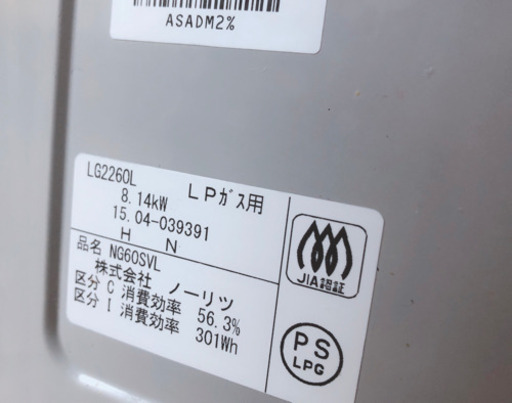 ASADM2%
LG2260L LPガス用
8.14kW
15.04-039391
H N
品名 NG60SVL
株式会社 ノーリツ
区分 C 消費効率 56.3%
区分 I 消費効率 301Wh
JIA認証
PS
LPG